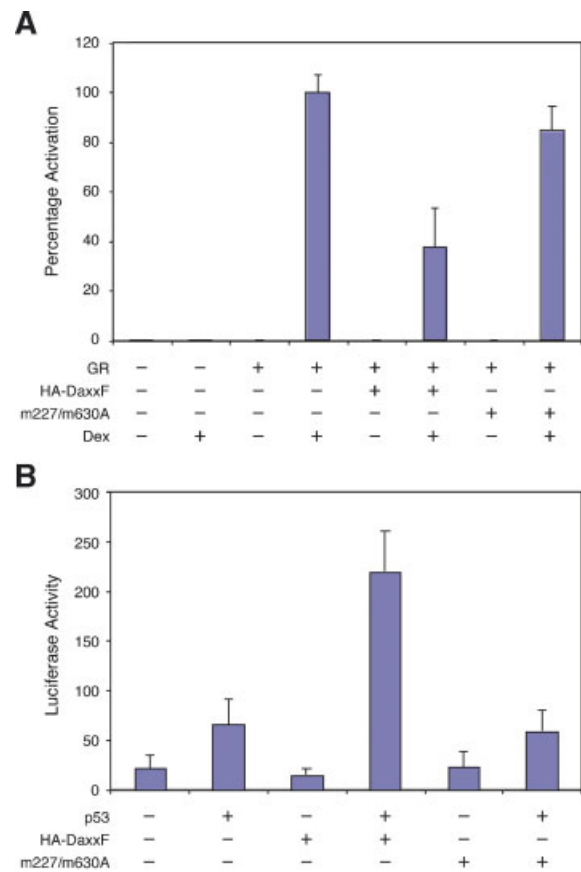 A
120
100
80
60
40
20
0
Percentage Activation
GR – – + + + + + +
HA-DaxxF – – – – + + – –
m227/m630A – – – – – – + +
Dex – + – + – + – +
B
300
250
200
150
100
50
0
Luciferase Activity
p53 – + – + – +
HA-DaxxF – – + + – –
m227/m630A – – – – + +